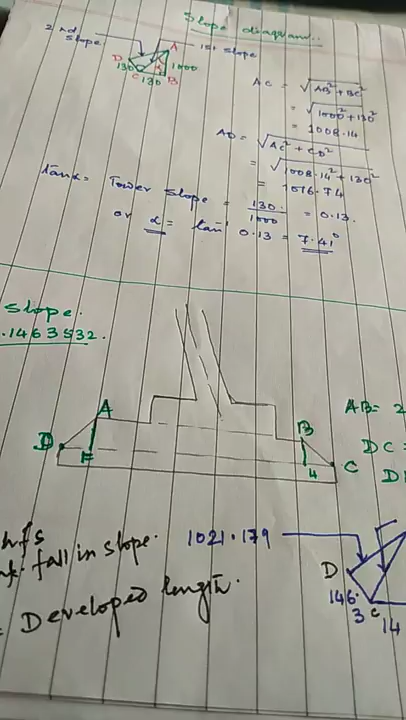 Slope diagram..
2nd slope
1st slope
A
D
130
C 130 B
1000
AC = √AB²+BC²
= √1000²+130²
= 1008.14
AD = √AC²+CD²
= √1008.14²+130²
= 1016.74
tanα = Tower slope = 130/1000 = 0.13.
or α = tan⁻¹ 0.13 = 7.41°
slope.
.1463532.
A
D
F
B
4
C
AB= 2
DC =
1021.179
fall in slope.
= Developed length.
D
146.
3 C
14